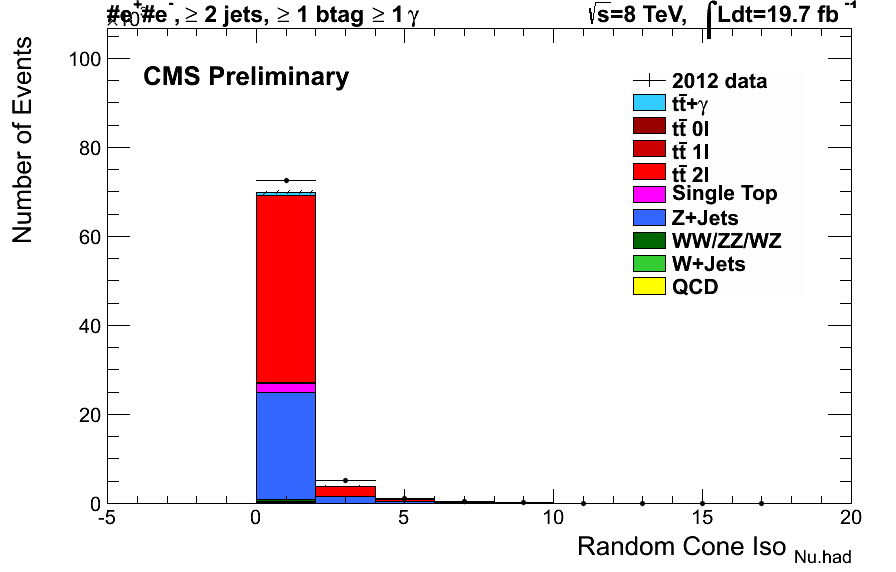 #e⁺#e⁻, ≥ 2 jets, ≥ 1 btag ≥ 1 γ
√s=8 TeV, ∫Ldt=19.7 fb⁻¹
CMS Preliminary
Number of Events
100
80
60
40
20
0
-5
0
5
10
15
20
Random Cone Iso Nu.had
2012 data
tt̄+γ
tt̄ 0l
tt̄ 1l
tt̄ 2l
Single Top
Z+Jets
WW/ZZ/WZ
W+Jets
QCD